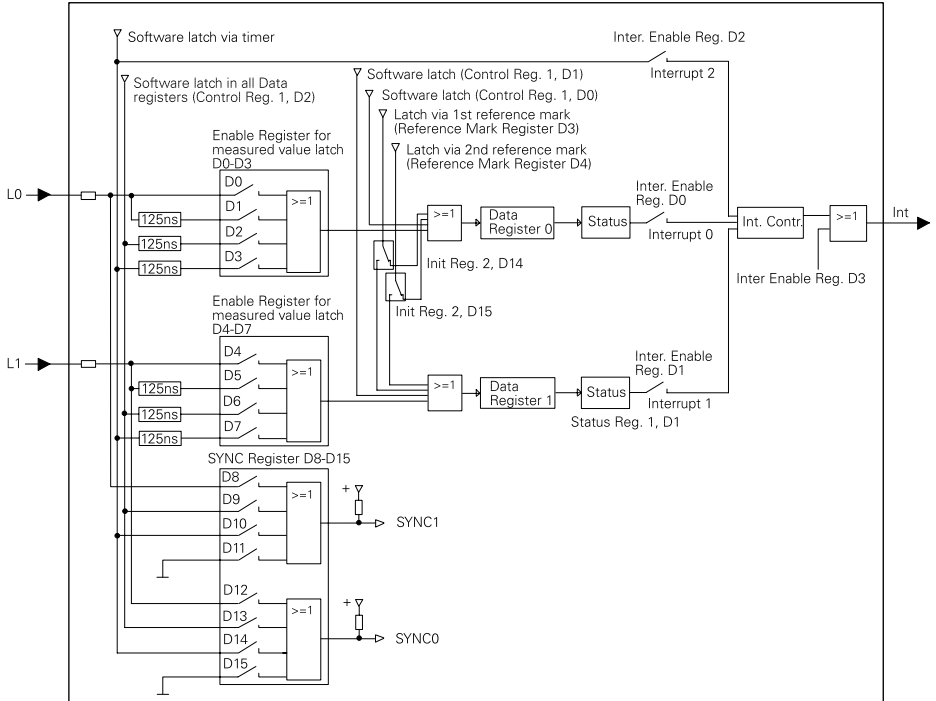 Software latch via timer
Inter. Enable Reg. D2
Interrupt 2
Software latch in all Data
registers (Control Reg. 1, D2)
Software latch (Control Reg. 1, D1)
Software latch (Control Reg. 1, D0)
Latch via 1st reference mark
(Reference Mark Register D3)
Latch via 2nd reference mark
(Reference Mark Register D4)
Enable Register for
measured value latch
D0-D3
L0
D0
D1
D2
D3
125ns
125ns
125ns
>=1
>=1
Data
Register 0
Status
Inter. Enable
Reg. D0
Interrupt 0
Int. Contr.
>=1
Int
Inter Enable Reg. D3
Init Reg. 2, D14
Init Reg. 2, D15
Enable Register for
measured value latch
D4-D7
L1
D4
D5
D6
D7
125ns
125ns
125ns
>=1
>=1
Data
Register 1
Status
Inter. Enable
Reg. D1
Interrupt 1
Status Reg. 1, D1
SYNC Register D8-D15
D8
D9
D10
D11
>=1
+
SYNC1
D12
D13
D14
D15
>=1
+
SYNC0